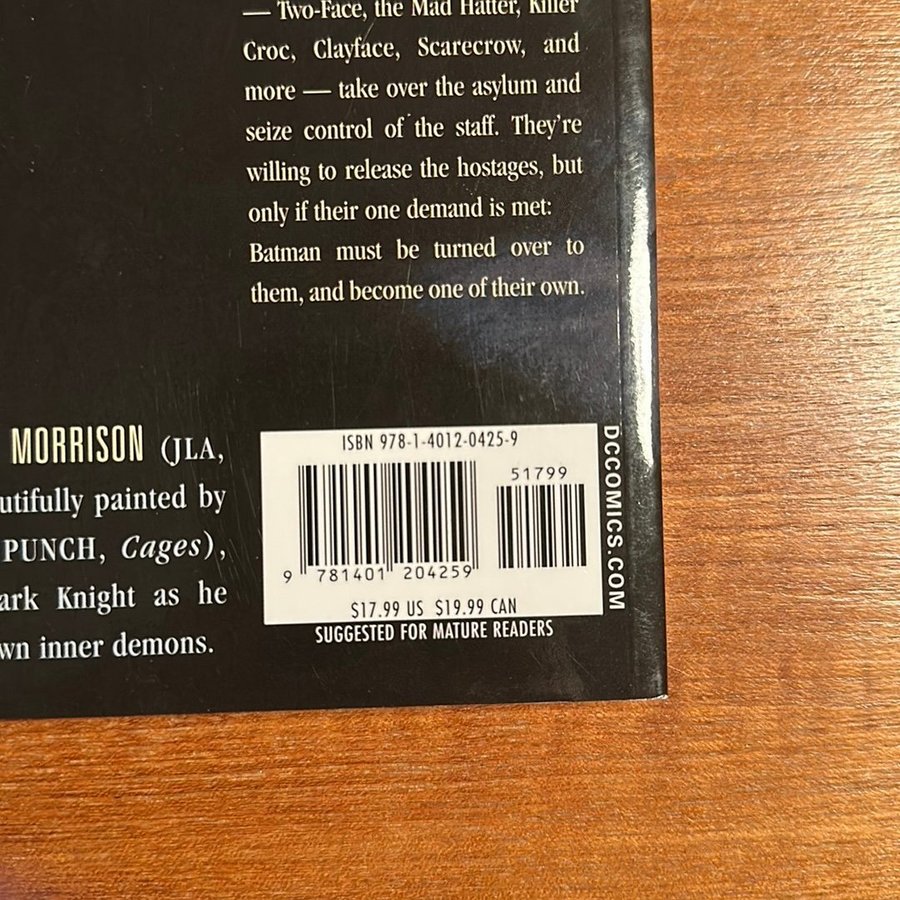 — Two-Face, the Mad Hatter, Killer
Croc, Clayface, Scarecrow, and
more — take over the asylum and
seize control of the staff. They're
willing to release the hostages, but
only if their one demand is met:
Batman must be turned over to
them, and become one of their own.
MORRISON (JLA,
utifully painted by
PUNCH, Cages),
ark Knight as he
wn inner demons.
ISBN 978-1-4012-0425-9
51799
9 781401 204259
$17.99 US $19.99 CAN
SUGGESTED FOR MATURE READERS
DCCOMICS.COM